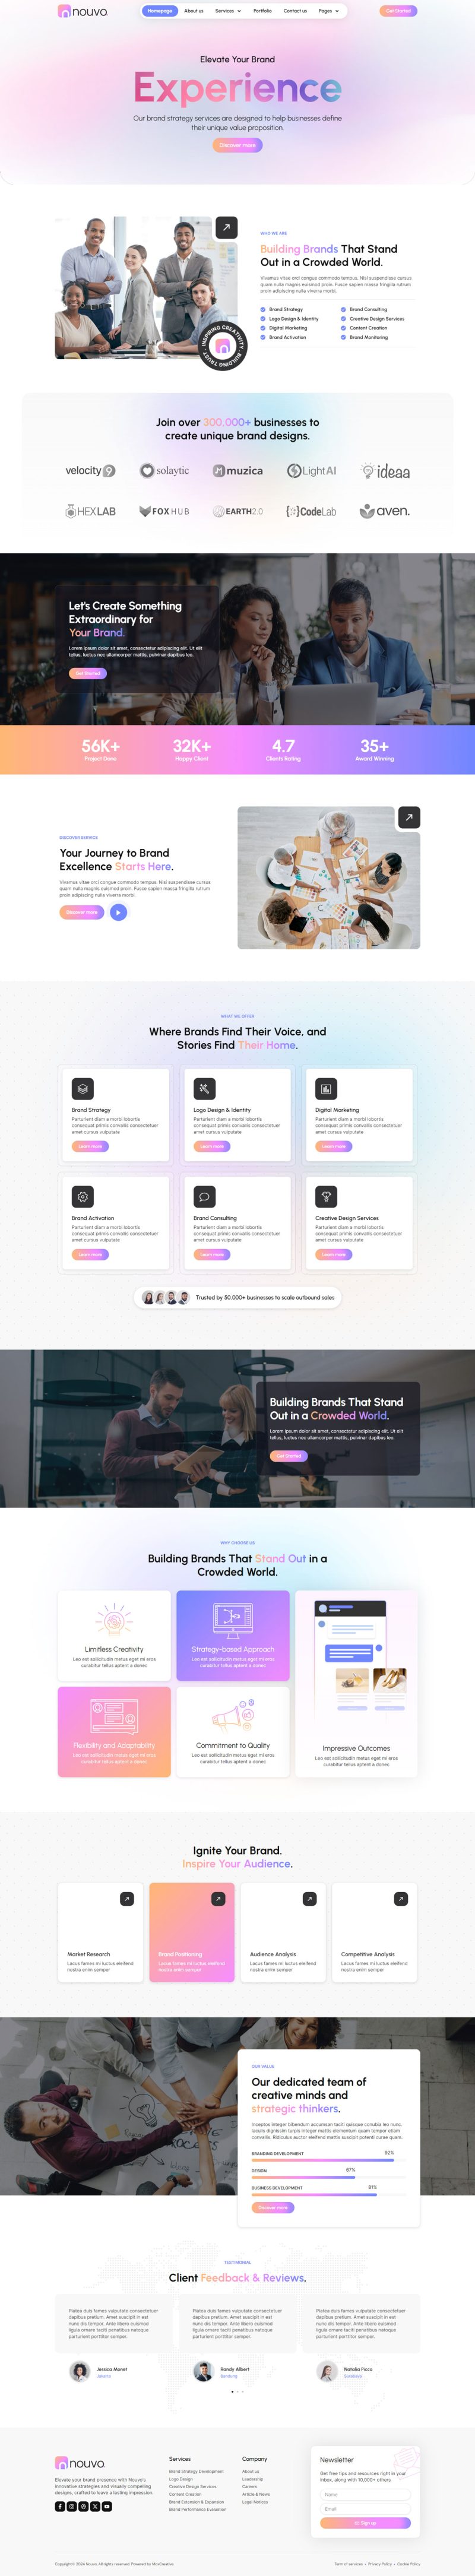 nouvo.
Homepage
About us
Services
Portfolio
Contact us
Pages
Get Started
Elevate Your Brand
Experience
Our brand strategy services are designed to help businesses define
their unique value proposition.
Discover more
WHO WE ARE
Building Brands That Stand
Out in a Crowded World.
Vivamus vitae orci congue commodo tempus. Nisl suspendisse cursus
quam nulla magnis euismod proin. Fusce sapien massa fringilla rutrum
proin adipiscing nulla viverra morbi.
Brand Strategy
Brand Consulting
Logo Design & Identity
Creative Design Services
Digital Marketing
Content Creation
Brand Activation
Brand Monitoring
INSPIRING CREATIVITY BUILDING TRUST
Join over 300.000+ businesses to
create unique brand designs.
velocity9
solaytic
muzica
LightAI
ideaa
HEXLAB
FOXHUB
EARTH2.0
CodeLab
aven.
Let's Create Something
Extraordinary for
Your Brand.
Lorem ipsum dolor sit amet, consectetur adipiscing elit. Ut elit
tellus, luctus nec ullamcorper mattis, pulvinar dapibus leo.
Get Started
56K+
Project Done
32K+
Happy Client
4.7
Clients Rating
35+
Award Winning
DISCOVER SERVICE
Your Journey to Brand
Excellence Starts Here.
Vivamus vitae orci congue commodo tempus. Nisl suspendisse cursus
quam nulla magnis euismod proin. Fusce sapien massa fringilla rutrum
proin adipiscing nulla viverra morbi.
Discover more
WHAT WE OFFER
Where Brands Find Their Voice, and
Stories Find Their Home.
Brand Strategy
Parturient diam a morbi lobortis
consequat primis convallis consectetuer
amet cursus vulputate
Learn more
Logo Design & Identity
Parturient diam a morbi lobortis
consequat primis convallis consectetuer
amet cursus vulputate
Learn more
Digital Marketing
Parturient diam a morbi lobortis
consequat primis convallis consectetuer
amet cursus vulputate
Learn more
Brand Activation
Parturient diam a morbi lobortis
consequat primis convallis consectetuer
amet cursus vulputate
Learn more
Brand Consulting
Parturient diam a morbi lobortis
consequat primis convallis consectetuer
amet cursus vulputate
Learn more
Creative Design Services
Parturient diam a morbi lobortis
consequat primis convallis consectetuer
amet cursus vulputate
Learn more
Trusted by 50.000+ businesses to scale outbound sales
Building Brands That Stand
Out in a Crowded World.
Lorem ipsum dolor sit amet, consectetur adipiscing elit. Ut elit
tellus, luctus nec ullamcorper mattis, pulvinar dapibus leo.
Get Started
WHY CHOOSE US
Building Brands That Stand Out in a
Crowded World.
Limitless Creativity
Leo est sollicitudin metus eget mi eros
curabitur tellus aptent a donec
Strategy-based Approach
Leo est sollicitudin metus eget mi eros
curabitur tellus aptent a donec
Flexibility and Adaptability
Leo est sollicitudin metus eget mi eros
curabitur tellus aptent a donec
Commitment to Quality
Leo est sollicitudin metus eget mi eros
curabitur tellus aptent a donec
Impressive Outcomes
Leo est sollicitudin metus eget mi eros
curabitur tellus aptent a donec
Ignite Your Brand.
Inspire Your Audience.
Market Research
Lacus fames mi luctus eleifend
nostra enim semper
Brand Positioning
Lacus fames mi luctus eleifend
nostra enim semper
Audience Analysis
Lacus fames mi luctus eleifend
nostra enim semper
Competitive Analysis
Lacus fames mi luctus eleifend
nostra enim semper
OUR VALUE
Our dedicated team of
creative minds and
strategic thinkers.
Inceptos integer bibendum accumsan taciti quisque conubia leo nunc.
Iaculis dignissim turpis integer mattis elementum quam tempor etiam
convallis. Ridiculus auctor eleifend mattis suscipit potenti curae quam.
BRANDING DEVELOPMENT
92%
DESIGN
67%
BUSINESS DEVELOPMENT
81%
Discover more
TESTIMONIAL
Client Feedback & Reviews.
Platea duis fames vulputate consectetuer
dapibus pretium. Amet suscipit in est
nunc dis tempor. Ante libero euismod
ligula ornare taciti penatibus natoque
parturient porttitor semper.
Jessica Monat
Jakarta
Platea duis fames vulputate consectetuer
dapibus pretium. Amet suscipit in est
nunc dis tempor. Ante libero euismod
ligula ornare taciti penatibus natoque
parturient porttitor semper.
Randy Albert
Bandung
Platea duis fames vulputate consectetuer
dapibus pretium. Amet suscipit in est
nunc dis tempor. Ante libero euismod
ligula ornare taciti penatibus natoque
parturient porttitor semper.
Natalia Picco
Surabaya
nouvo.
Elevate your brand presence with Nouvo's
innovative strategies and visually compelling
designs, crafted to leave a lasting impression.
Services
Brand Strategy Development
Logo Design
Creative Design Services
Content Creation
Brand Extension & Expansion
Brand Performance Evaluation
Company
About us
Leadership
Careers
Article & News
Legal Notices
Newsletter
Get free tips and resources right in your
inbox, along with 10,000+ others
Name
Email
Sign up
Copyright© 2024 Nouvo, All rights reserved. Powered by MoxCreative.
Term of services
Privacy Policy
Cookie Policy